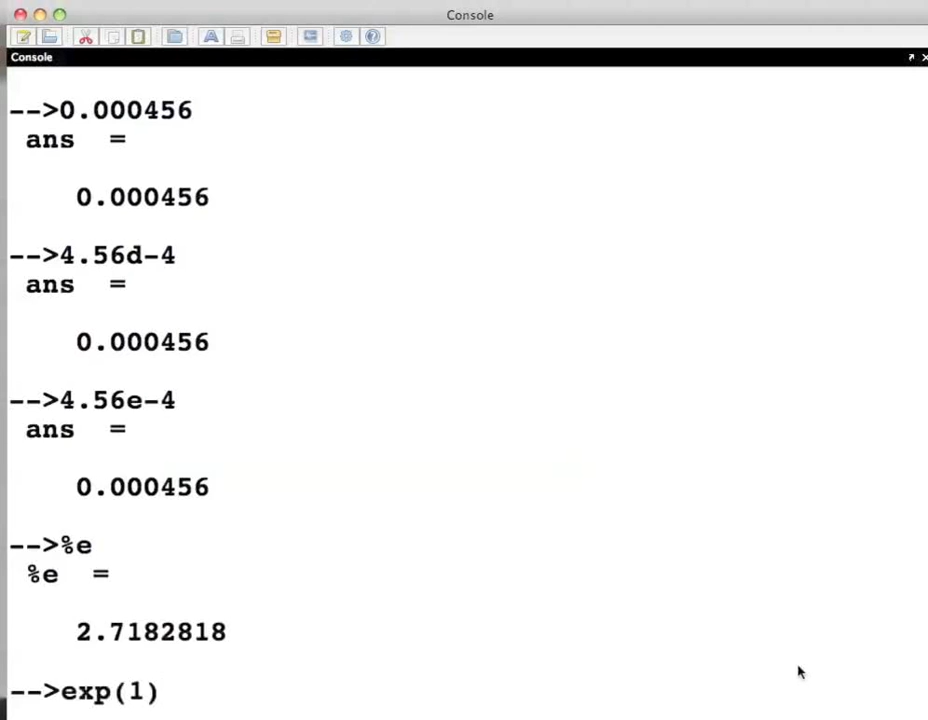 Console
Console
-->0.000456
ans =
0.000456
-->4.56d-4
ans =
0.000456
-->4.56e-4
ans =
0.000456
-->%e
%e =
2.7182818
-->exp(1)